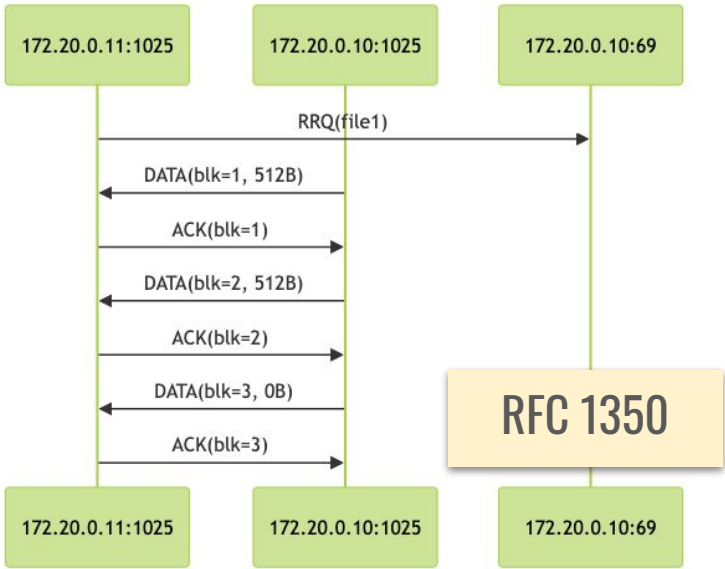 172.20.0.11:1025 172.20.0.10:1025 172.20.0.10:69
RRQ(file1)
DATA(blk=1, 512B)
ACK(blk=1)
DATA(blk=2, 512B)
ACK(blk=2)
DATA(blk=3, 0B)
RFC 1350
ACK(blk=3)
172.20.0.11:1025 172.20.0.10:1025 172.20.0.10:69